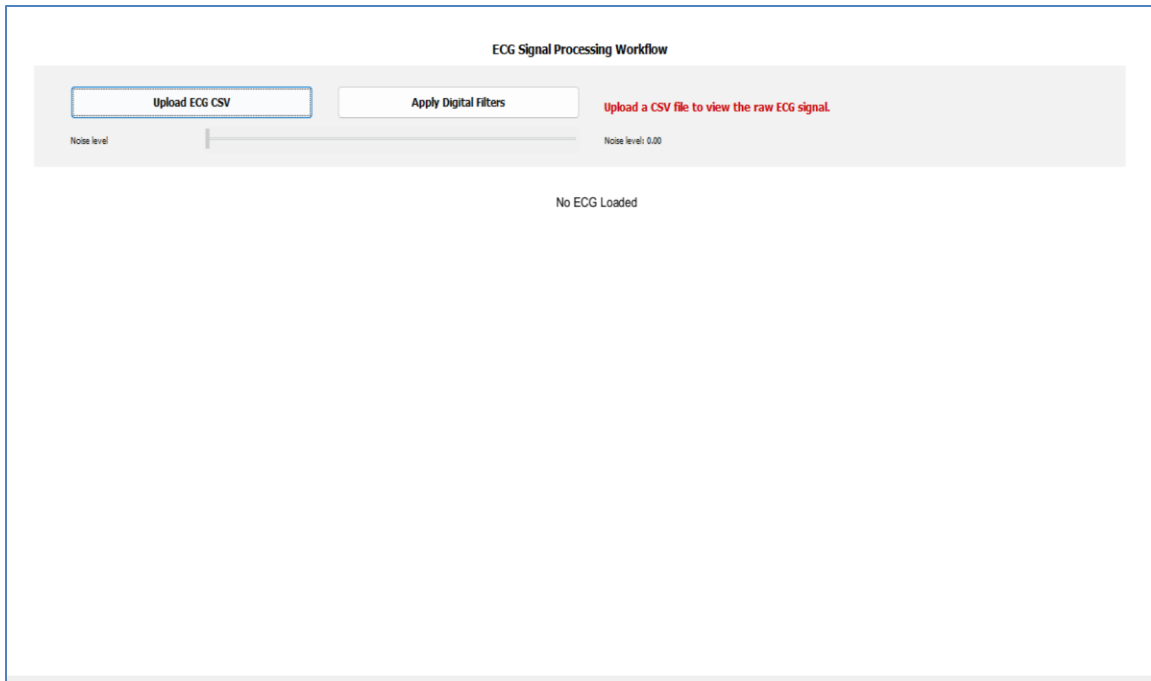 ECG Signal Processing Workflow
Upload ECG CSV
Apply Digital Filters
Upload a CSV file to view the raw ECG signal.
Noise level
Noise level: 0.00
No ECG Loaded